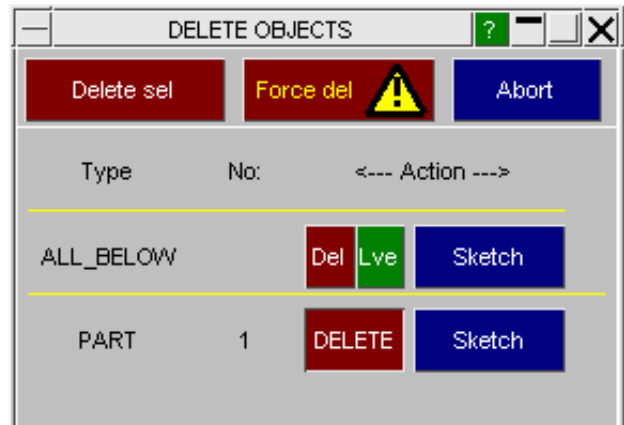 DELETE OBJECTS ?
Delete sel Force del ! Abort
Type No: <--- Action --->
ALL_BELOW Del Lve Sketch
PART 1 DELETE Sketch